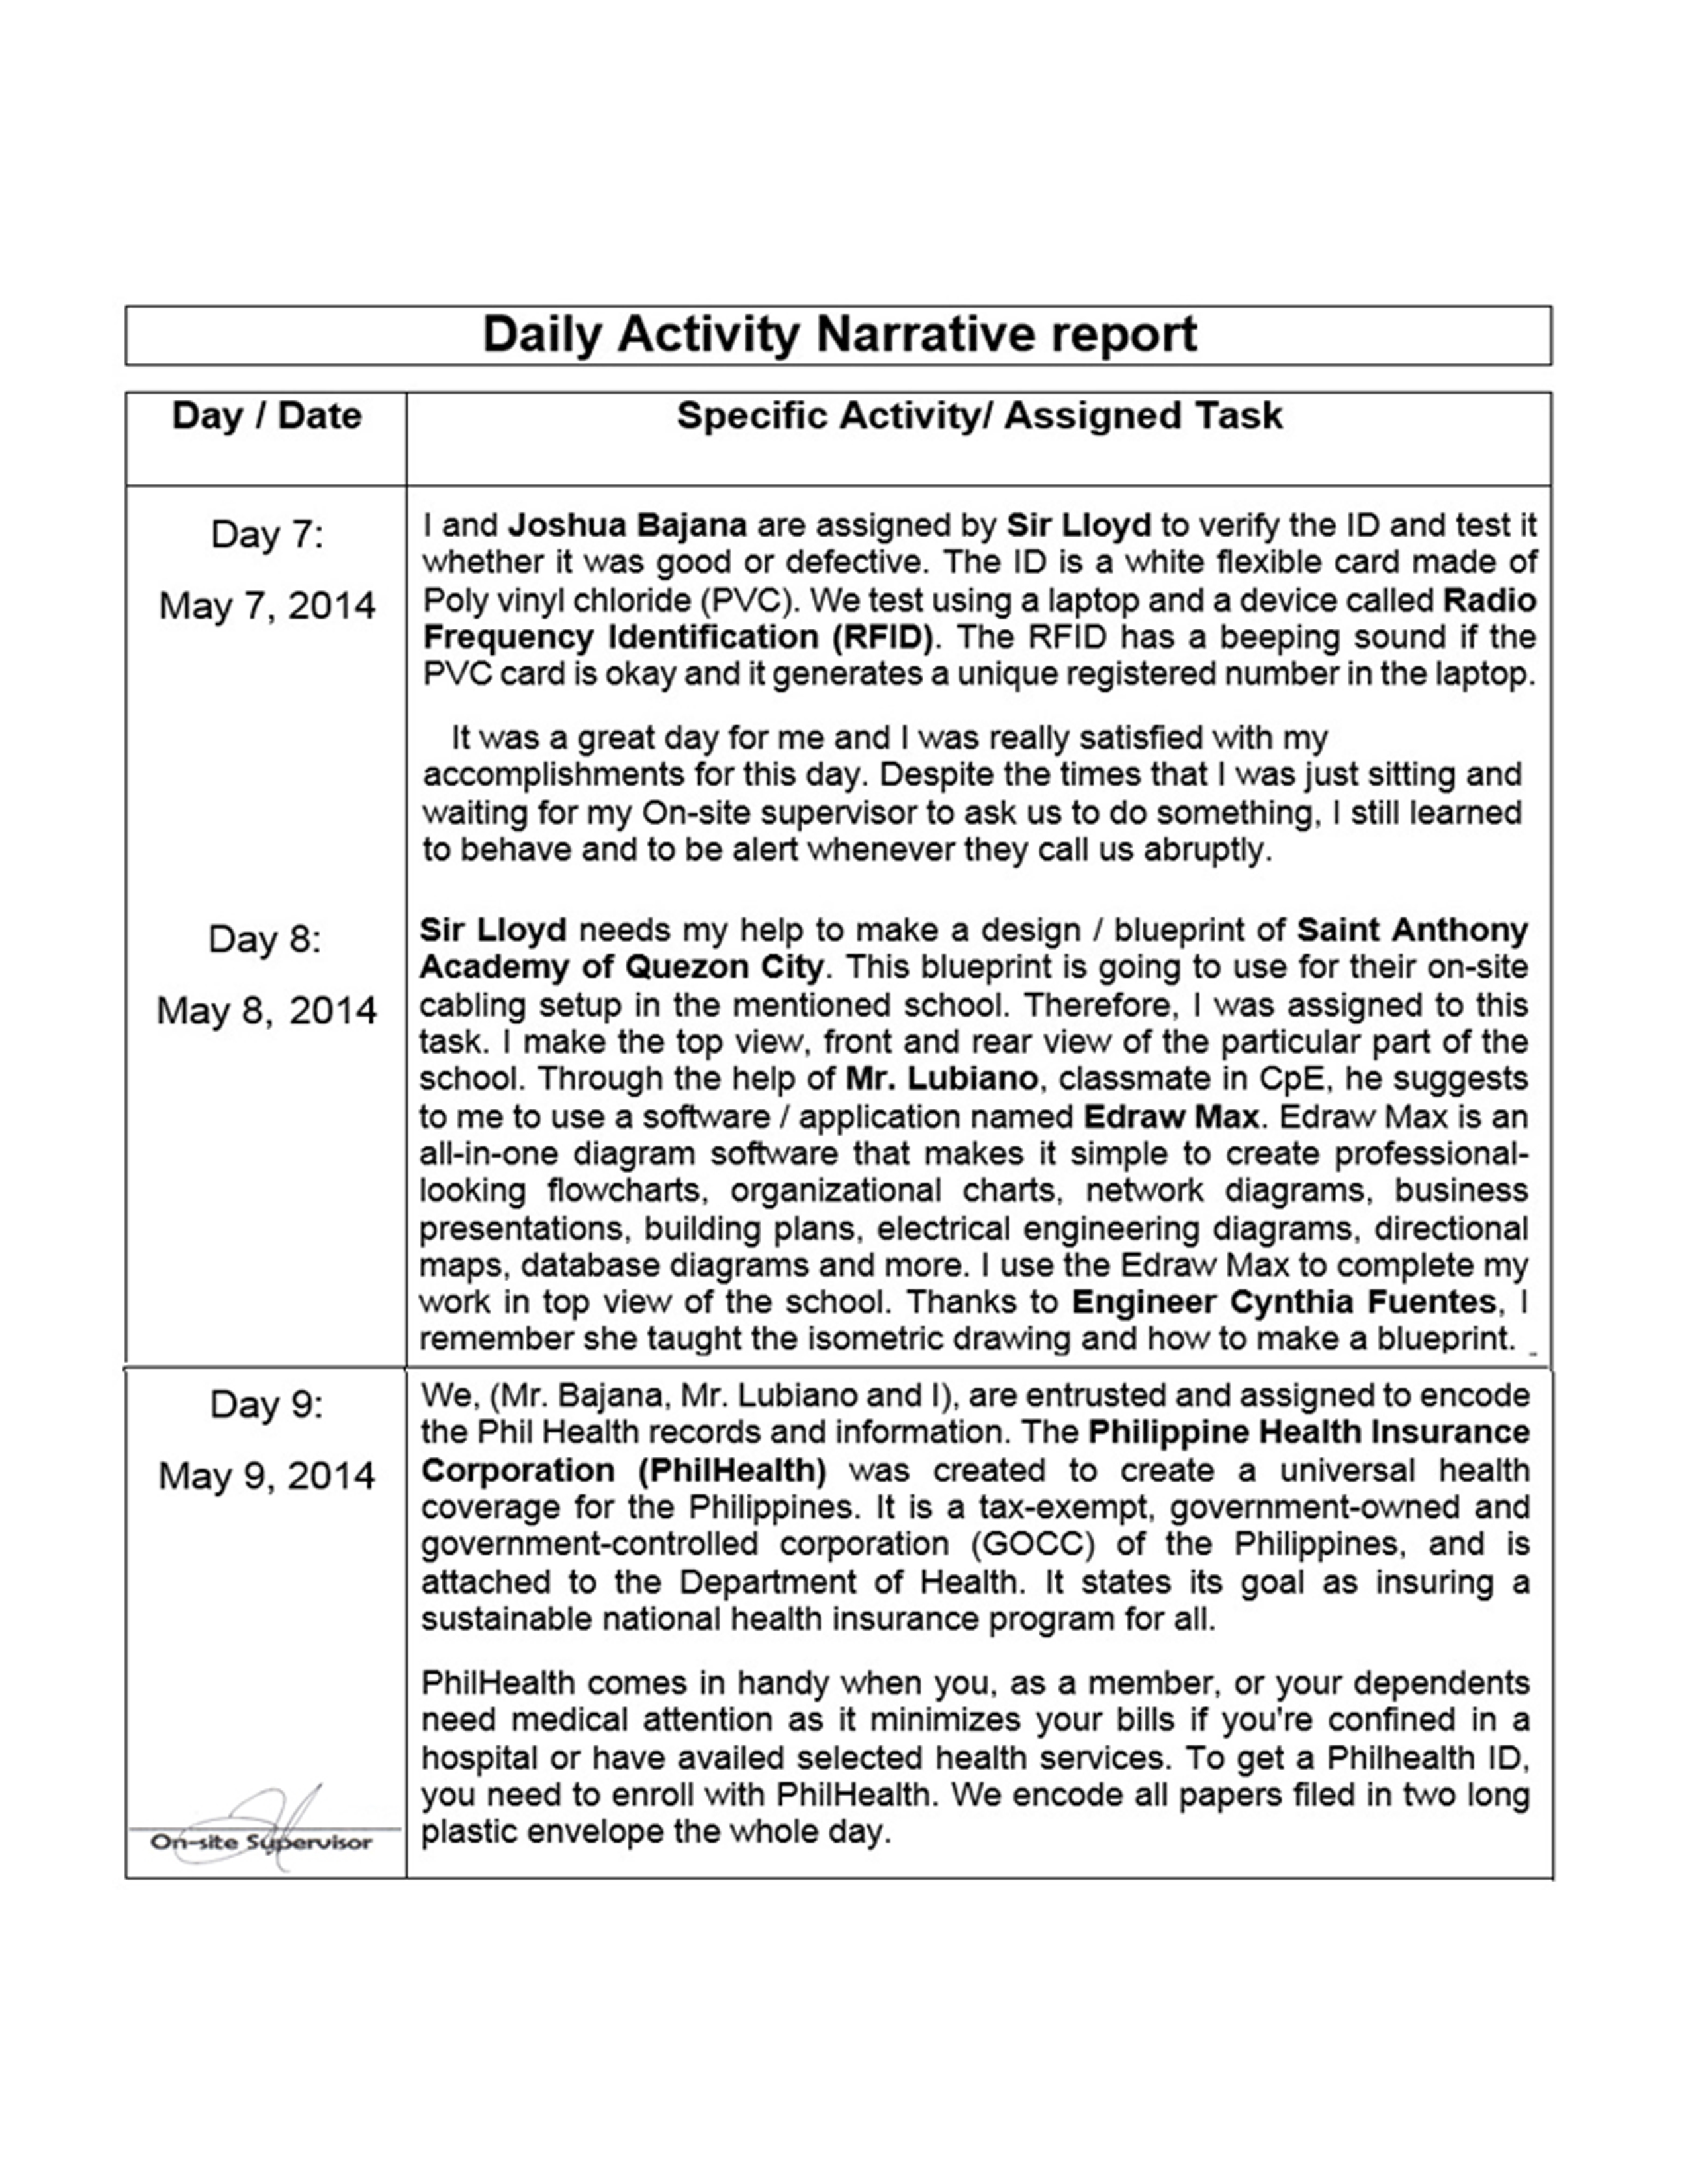 Daily Activity Narrative report
Day / Date
Specific Activity/ Assigned Task
Day 7:
May 7, 2014
I and Joshua Bajana are assigned by Sir Lloyd to verify the ID and test it
whether it was good or defective. The ID is a white flexible card made of
Poly vinyl chloride (PVC). We test using a laptop and a device called Radio
Frequency Identification (RFID). The RFID has a beeping sound if the
PVC card is okay and it generates a unique registered number in the laptop.
It was a great day for me and I was really satisfied with my
accomplishments for this day. Despite the times that I was just sitting and
waiting for my On-site supervisor to ask us to do something, I still learned
to behave and to be alert whenever they call us abruptly.
Day 8:
May 8, 2014
Sir Lloyd needs my help to make a design / blueprint of Saint Anthony
Academy of Quezon City. This blueprint is going to use for their on-site
cabling setup in the mentioned school. Therefore, I was assigned to this
task. I make the top view, front and rear view of the particular part of the
school. Through the help of Mr. Lubiano, classmate in CpE, he suggests
to me to use a software / application named Edraw Max. Edraw Max is an
all-in-one diagram software that makes it simple to create professional-
looking flowcharts, organizational charts, network diagrams, business
presentations, building plans, electrical engineering diagrams, directional
maps, database diagrams and more. I use the Edraw Max to complete my
work in top view of the school. Thanks to Engineer Cynthia Fuentes, I
remember she taught the isometric drawing and how to make a blueprint.
Day 9:
May 9, 2014
We, (Mr. Bajana, Mr. Lubiano and I), are entrusted and assigned to encode
the Phil Health records and information. The Philippine Health Insurance
Corporation (PhilHealth) was created to create a universal health
coverage for the Philippines. It is a tax-exempt, government-owned and
government-controlled corporation (GOCC) of the Philippines, and is
attached to the Department of Health. It states its goal as insuring a
sustainable national health insurance program for all.
PhilHealth comes in handy when you, as a member, or your dependents
need medical attention as it minimizes your bills if you're confined in a
hospital or have availed selected health services. To get a Philhealth ID,
you need to enroll with PhilHealth. We encode all papers filed in two long
plastic envelope the whole day.
On-site Supervisor